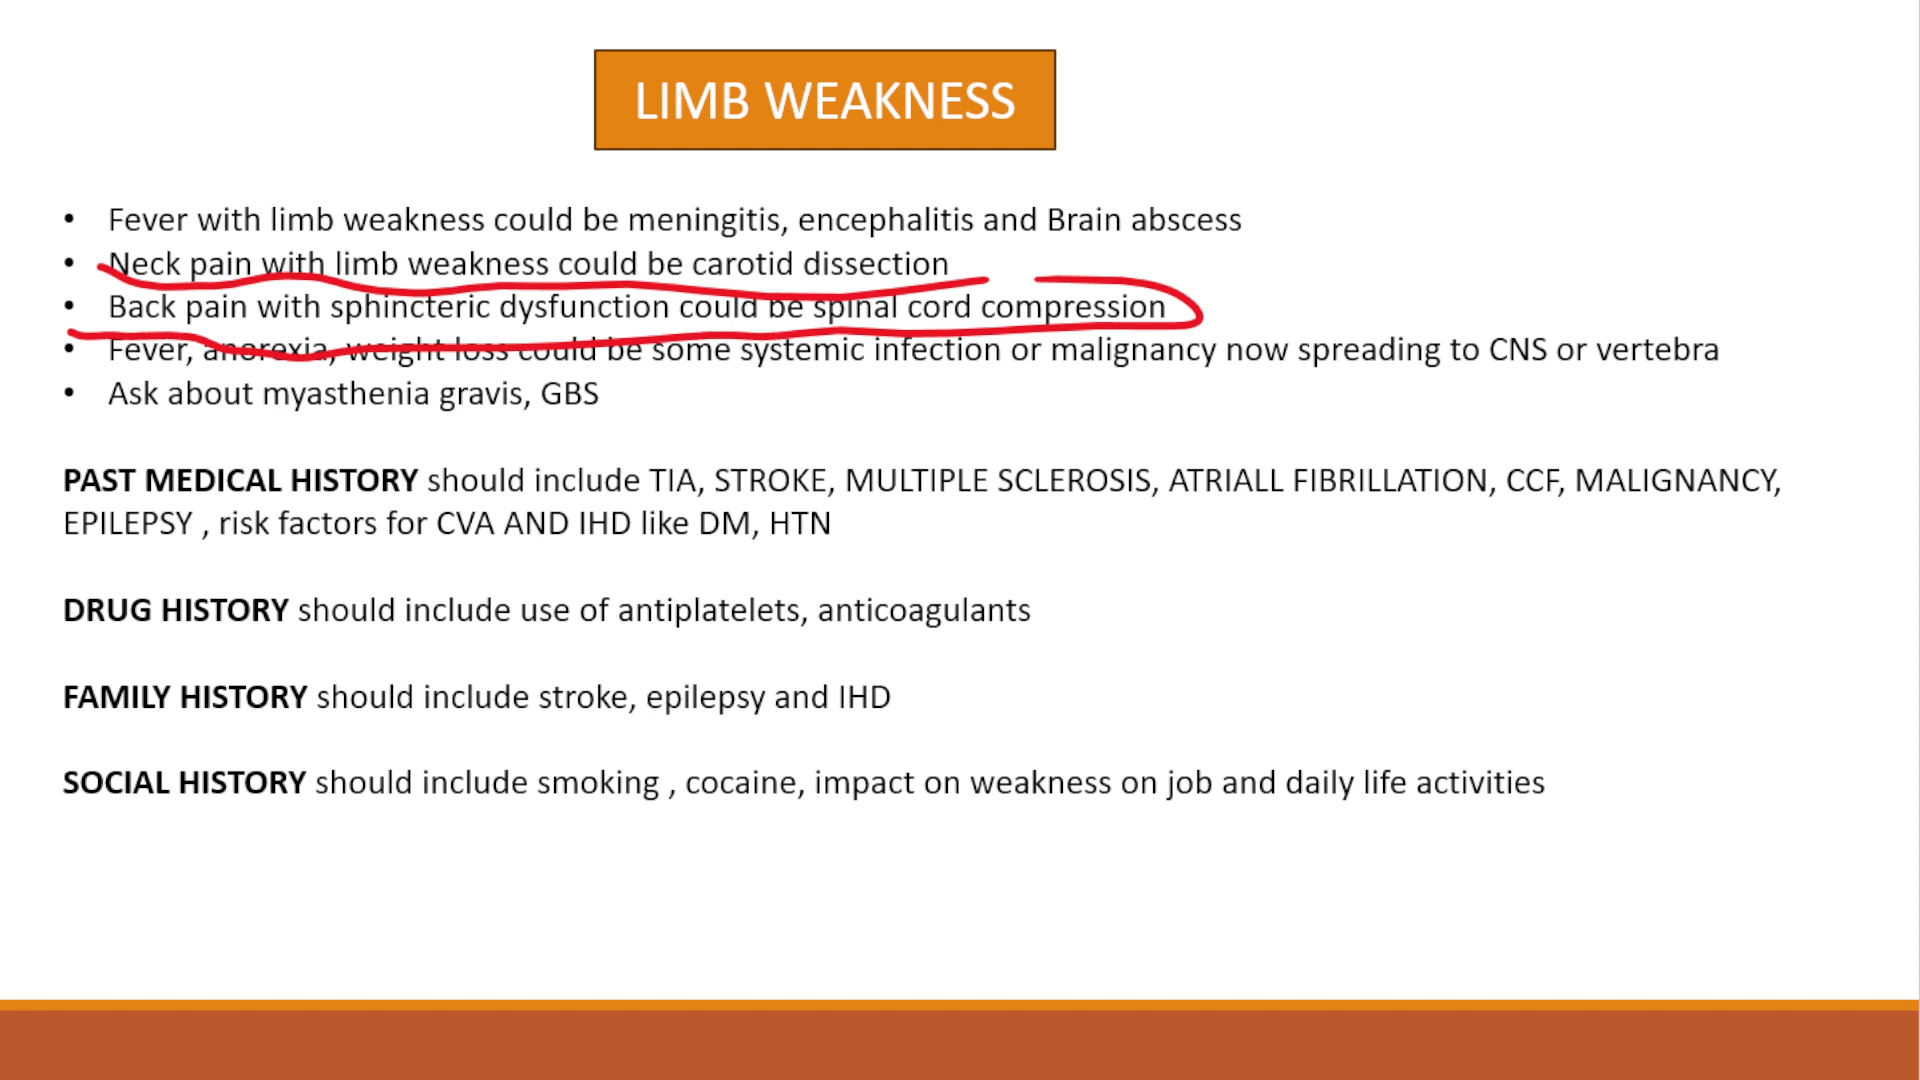 LIMB WEAKNESS
• Fever with limb weakness could be meningitis, encephalitis and Brain abscess
• Neck pain with limb weakness could be carotid dissection
• Back pain with sphincteric dysfunction could be spinal cord compression
• Fever, anorexia, weight loss could be some systemic infection or malignancy now spreading to CNS or vertebra
• Ask about myasthenia gravis, GBS
PAST MEDICAL HISTORY should include TIA, STROKE, MULTIPLE SCLEROSIS, ATRIALL FIBRILLATION, CCF, MALIGNANCY,
EPILEPSY , risk factors for CVA AND IHD like DM, HTN
DRUG HISTORY should include use of antiplatelets, anticoagulants
FAMILY HISTORY should include stroke, epilepsy and IHD
SOCIAL HISTORY should include smoking , cocaine, impact on weakness on job and daily life activities